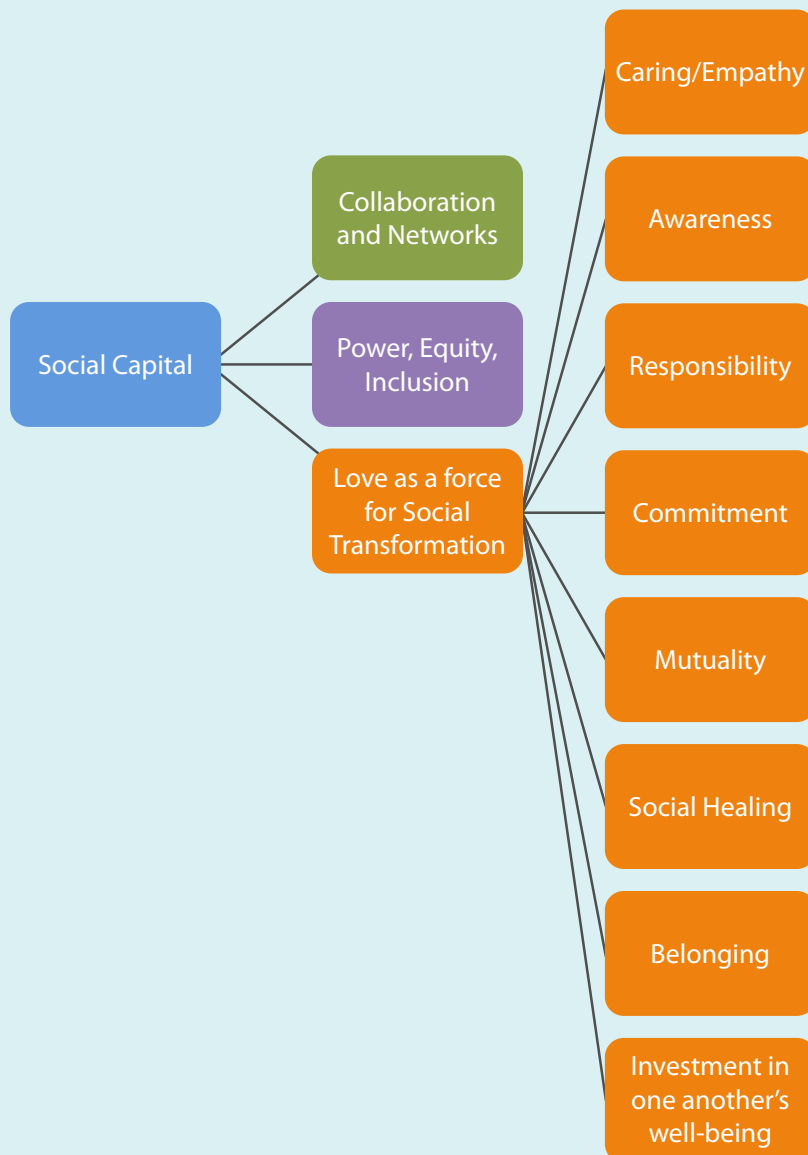 Social Capital
Collaboration
and Networks
Power, Equity,
Inclusion
Love as a force
for Social
Transformation
Caring/Empathy
Awareness
Responsibility
Commitment
Mutuality
Social Healing
Belonging
Investment in
one another’s
well-being